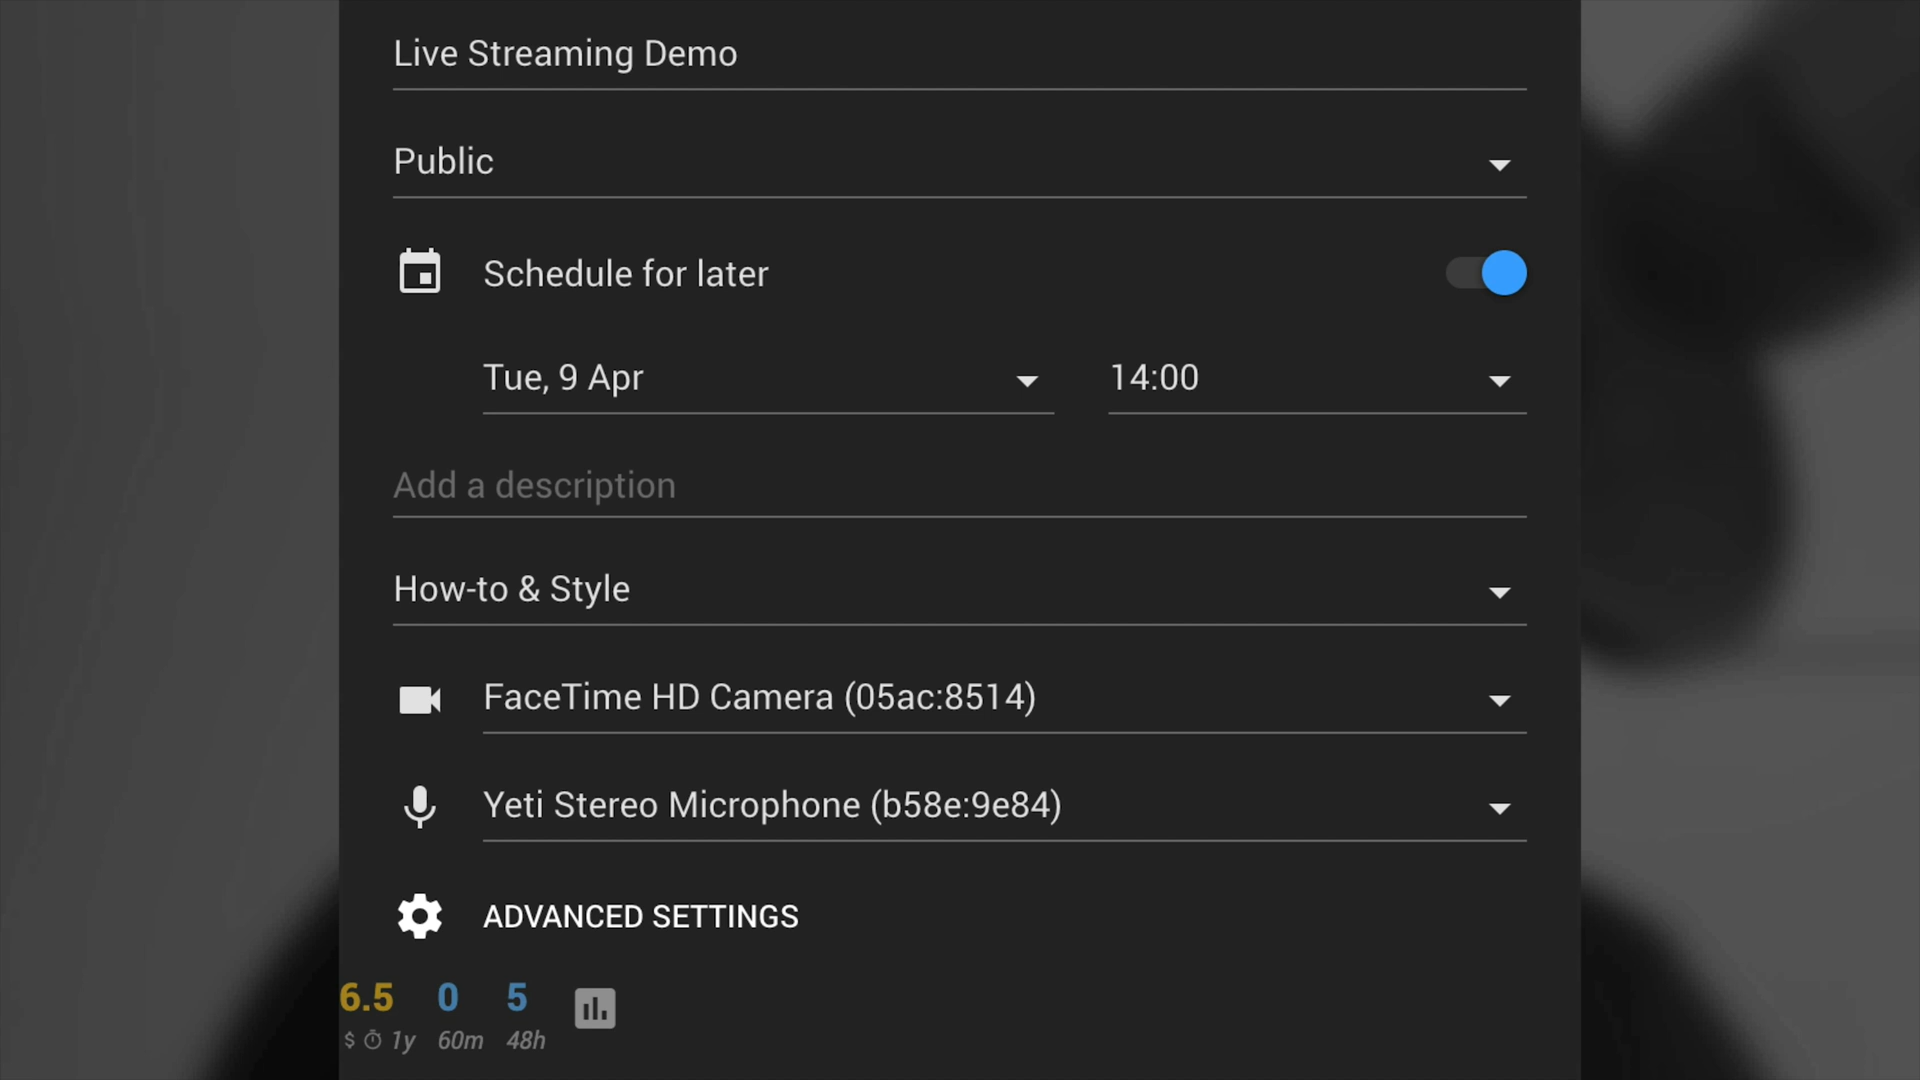 Live Streaming Demo
Public
Schedule for later
Tue, 9 Apr 14:00
Add a description
How-to & Style
FaceTime HD Camera (05ac:8514)
Yeti Stereo Microphone (b58e:9e84)
ADVANCED SETTINGS
6.5 0 5
$ 1y 60m 48h